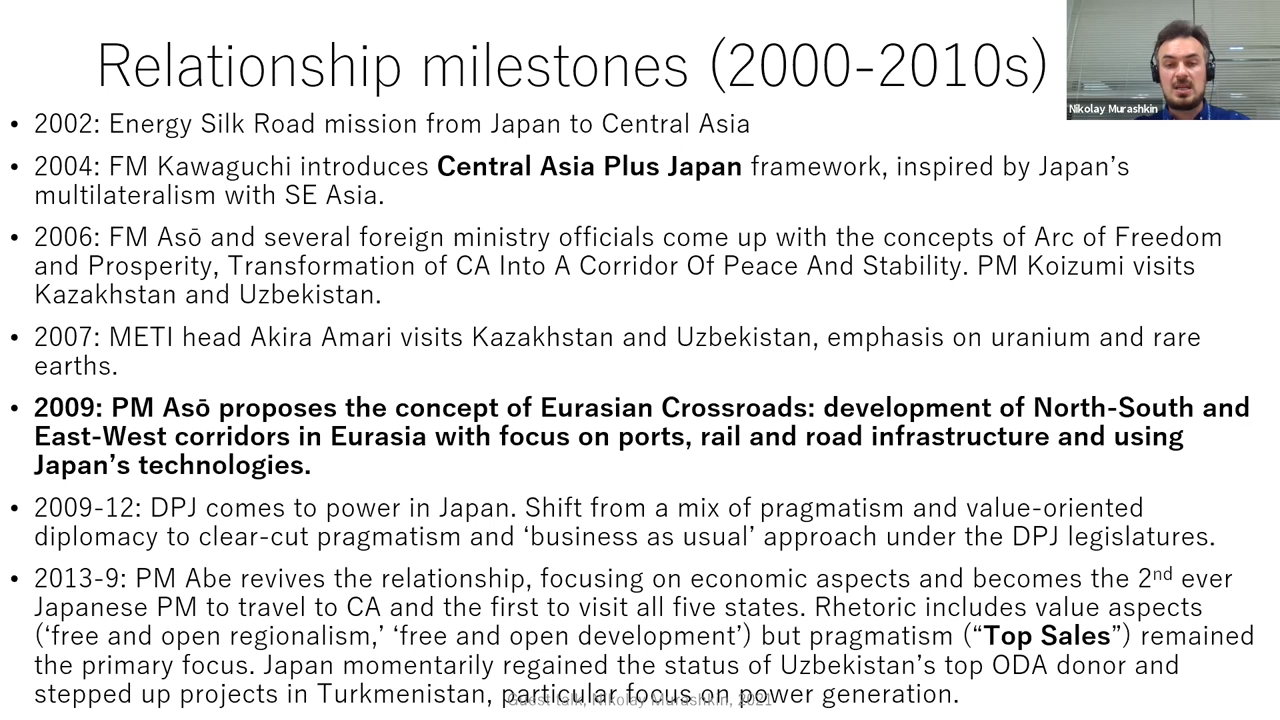 Relationship milestones (2000-2010s)
Nikolay Murashkin
• 2002: Energy Silk Road mission from Japan to Central Asia
• 2004: FM Kawaguchi introduces Central Asia Plus Japan framework, inspired by Japan’s
multilateralism with SE Asia.
• 2006: FM Asō and several foreign ministry officials come up with the concepts of Arc of Freedom
and Prosperity, Transformation of CA Into A Corridor Of Peace And Stability. PM Koizumi visits
Kazakhstan and Uzbekistan.
• 2007: METI head Akira Amari visits Kazakhstan and Uzbekistan, emphasis on uranium and rare
earths.
• 2009: PM Asō proposes the concept of Eurasian Crossroads: development of North-South and
East-West corridors in Eurasia with focus on ports, rail and road infrastructure and using
Japan’s technologies.
• 2009-12: DPJ comes to power in Japan. Shift from a mix of pragmatism and value-oriented
diplomacy to clear-cut pragmatism and ‘business as usual’ approach under the DPJ legislatures.
• 2013-9: PM Abe revives the relationship, focusing on economic aspects and becomes the 2nd ever
Japanese PM to travel to CA and the first to visit all five states. Rhetoric includes value aspects
(‘free and open regionalism,’ ‘free and open development’) but pragmatism (“Top Sales”) remained
the primary focus. Japan momentarily regained the status of Uzbekistan’s top ODA donor and
stepped up projects in Turkmenistan, particular focus on power generation.
Guest talk, Nikolay Murashkin, 2021